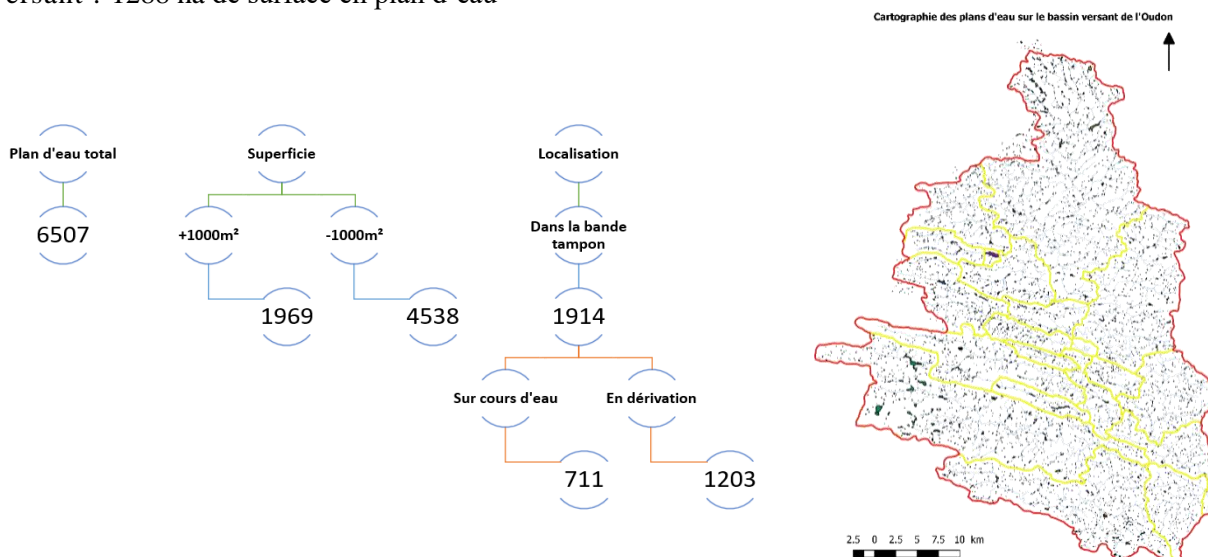 ersant : 1288 ha de surface en plan d'eau
Cartographie des plans d'eau sur le bassin versant de l'Oudon
Plan d'eau total
Superficie
Localisation
6507
+1000m²
-1000m²
Dans la bande
tampon
1969
4538
1914
Sur cours d'eau
En dérivation
711
1203
2.5 0 2.5 5 7.5 10 km